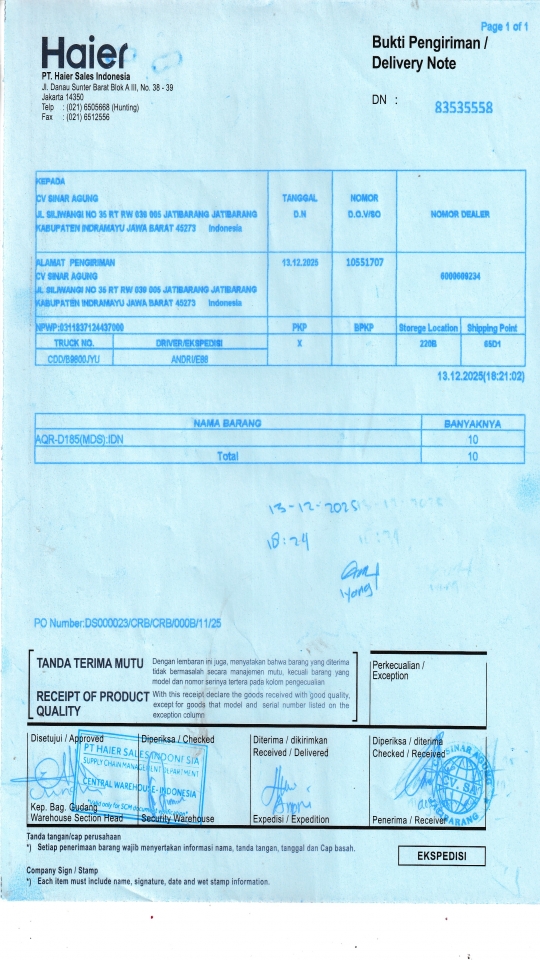 Page 1 of 1
Haier
Bukti Pengiriman /
Delivery Note
PT. Haier Sales Indonesia
Jl. Danau Sunter Barat Blok A III, No. 38 - 39
Jakarta 14350
Telp : (021) 6505668 (Hunting)
Fax : (021) 6512556
DN : 83535558
KEPADA
CV SINAR AGUNG
JL SILIWANGI NO 35 RT RW 030 005 JATIBARANG JATIBARANG
KABUPATEN INDRAMAYU JAWA BARAT 45273 Indonesia
TANGGAL
D.N
NOMOR
D.O.V/SO
NOMOR DEALER
ALAMAT PENGIRIMAN
CV SINAR AGUNG
JL SILIWANGI NO 35 RT RW 030 005 JATIBARANG JATIBARANG
KABUPATEN INDRAMAYU JAWA BARAT 45273 Indonesia
13.12.2025
10551707
NPWP:0311837124437000
PKP
BPKP
Storege Location
Shipping Point
TRUCK NO.
DRIVER/EKSPEDISI
X
220B
65D1
13.12.2025(18:21:02)
NAMA BARANG
BANYAKNYA
AQR-D185(MDS):IDN
10
Total
10
13-12-2025
18:24
Iyang
PO Number:DS000023/CRB/CRB/000B/11/25
TANDA TERIMA MUTU
Dengan lembaran ini juga, menyatakan bahwa barang yang diterima
tidak bermasalah secara manajemen mutu, kecuali barang yang
model dan nomor serinya tertera pada kolom pengecualian
RECEIPT OF PRODUCT
QUALITY
With this receipt declare the goods received with good quality,
except for goods that model and serial number listed on the
exception column
Perkecualian /
Exception
Disetujui / Approved
Diperiksa / Checked
Diterima / dikirimkan
Received / Delivered
Diperiksa / diterima
Checked / Received
PT HAIER SALES INDONESIA
SUPPLY CHAIN MANAGEMENT DEPARTMENT
CENTRAL WAREHOUSE-INDONESIA
SINAR AGUNG
Kep. Bag. Gudang
Warehouse Section Head
Security Warehouse
Expedisi / Expedition
Penerima / Receiver
Tanda tangan/cap perusahaan
*) Setiap penerimaan barang wajib menyertakan informasi nama, tanda tangan, tanggal dan Cap basah.
EKSPEDISI
Company Sign / Stamp
*) Each item must include name, signature, date and wet stamp information.